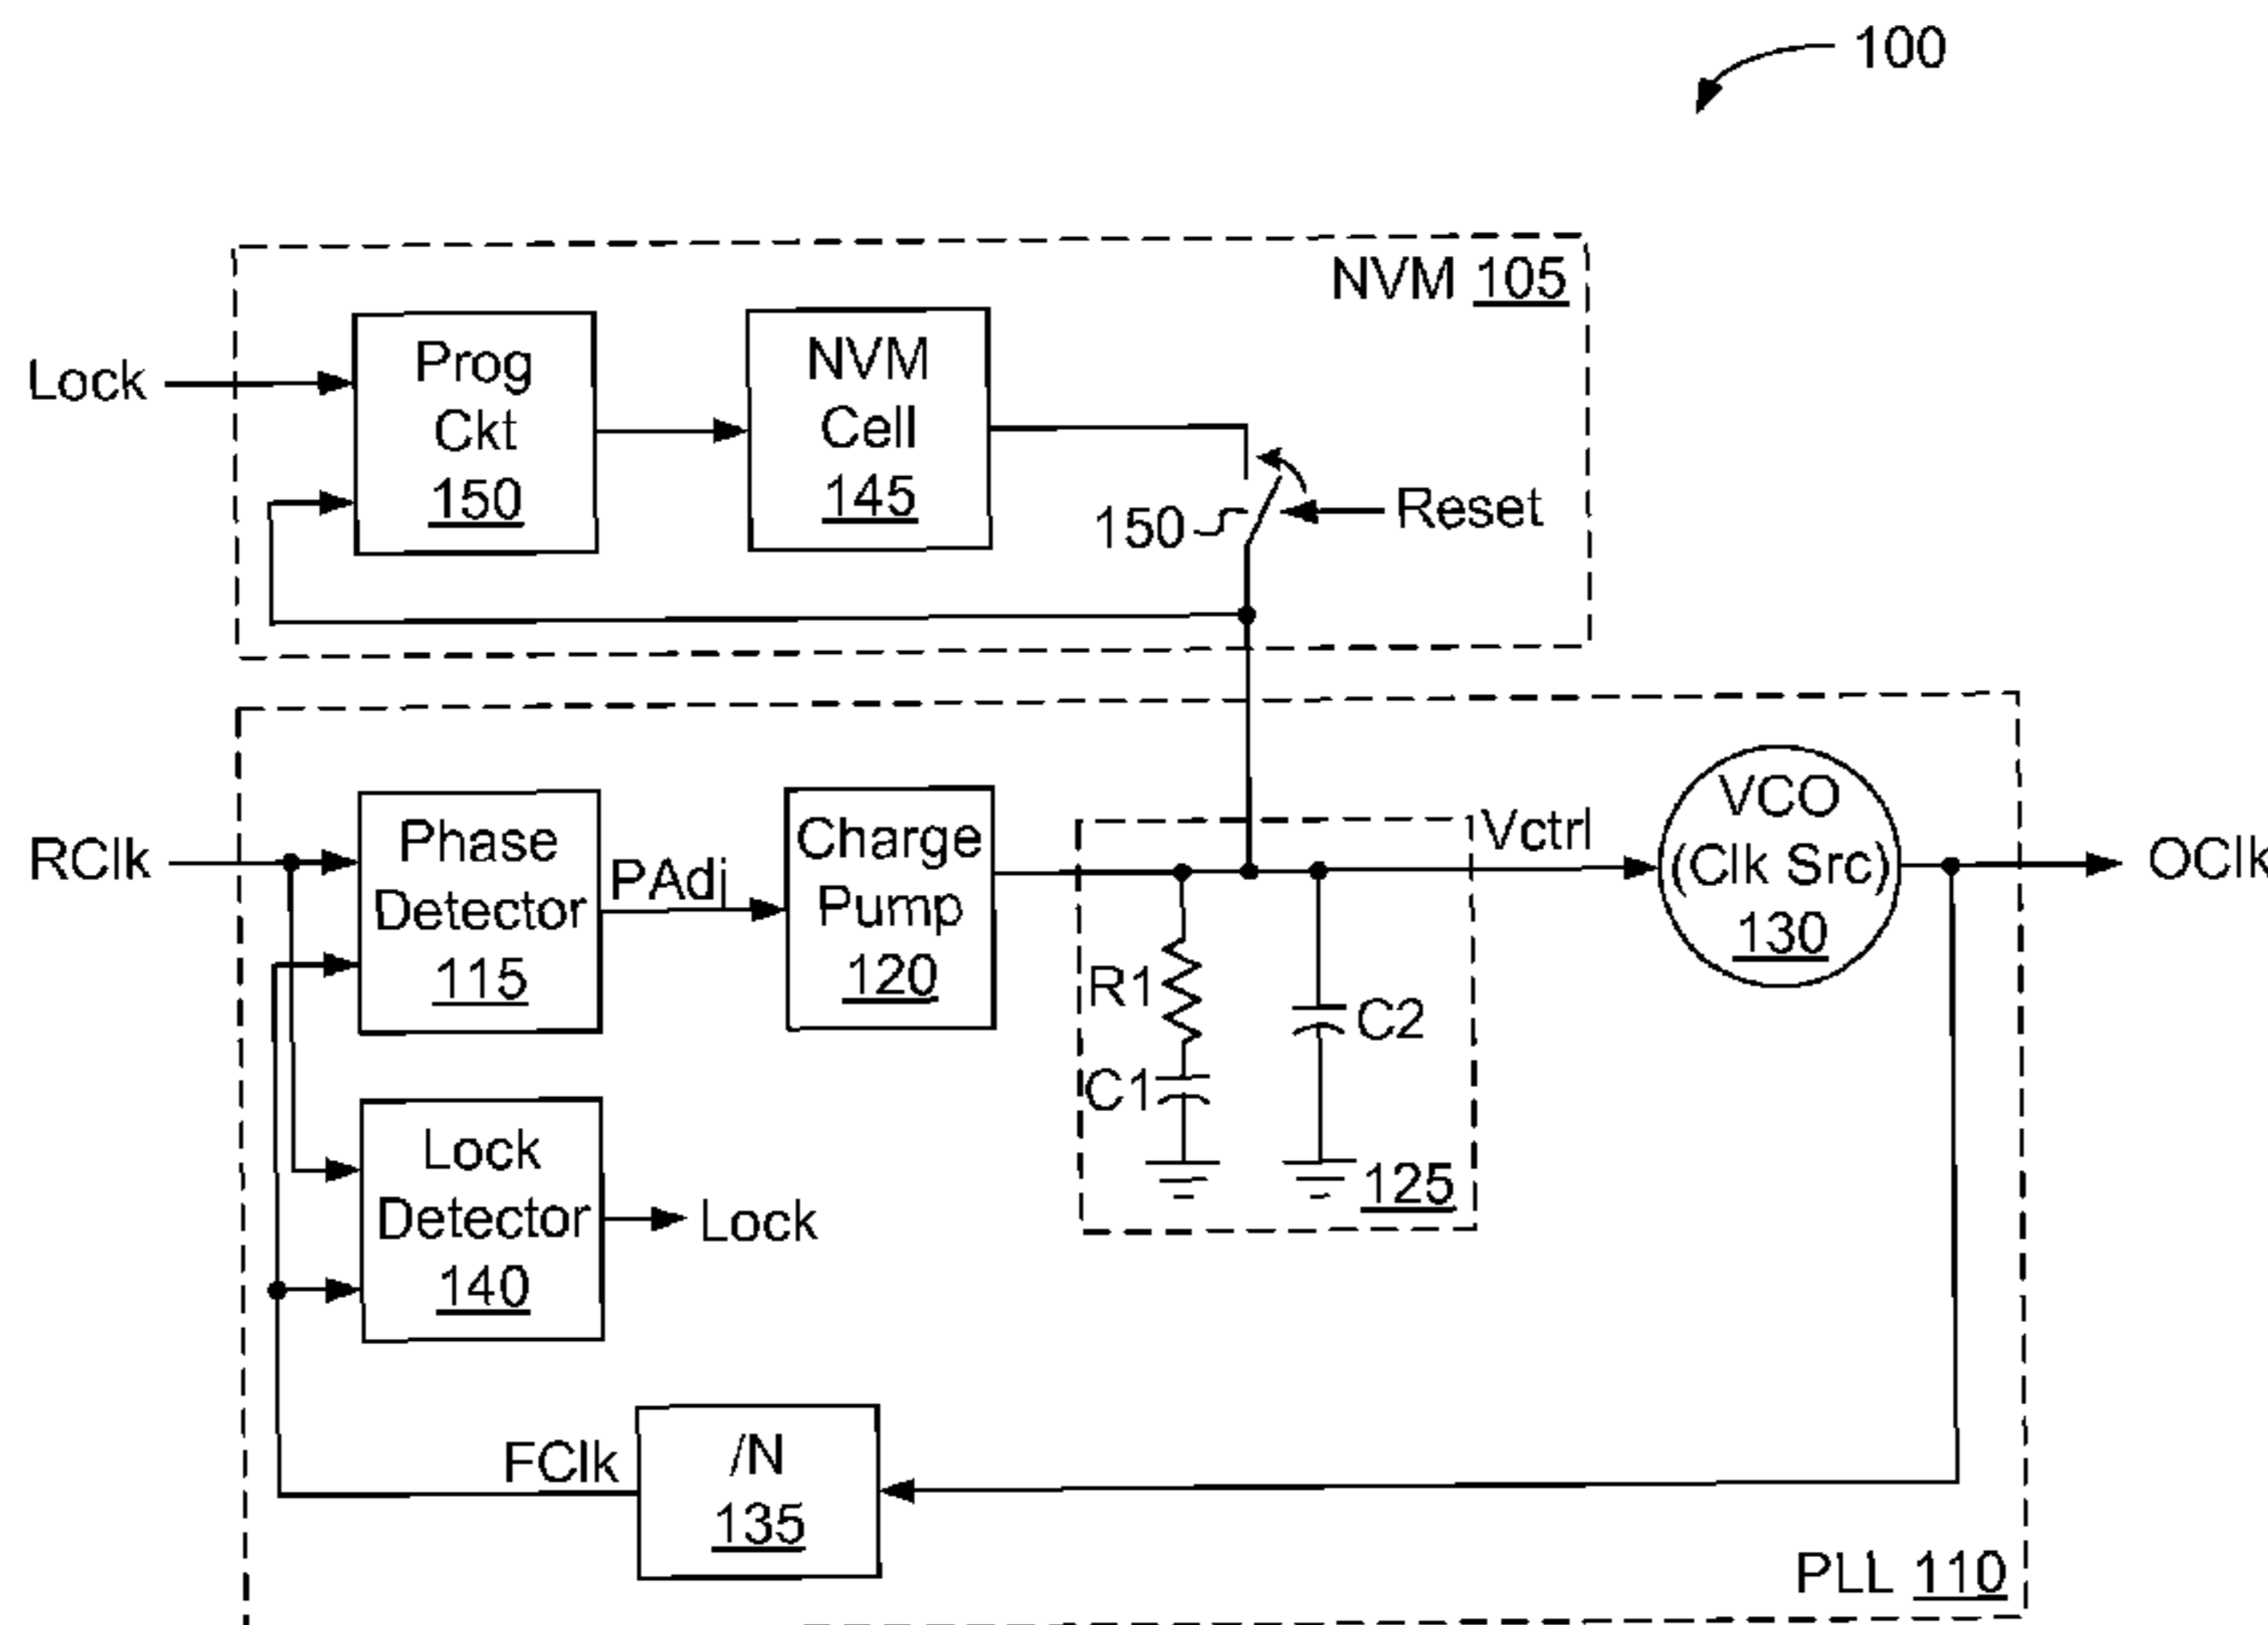 100
NVM 105
Lock
Prog
Ckt
150
NVM
Cell
145
150
Reset
RClk
Phase
Detector
115
PAdj
Charge
Pump
120
Vctrl
VCO
(Clk Src)
130
OClk
R1
C1
C2
125
Lock
Detector
140
Lock
FClk
/N
135
PLL 110